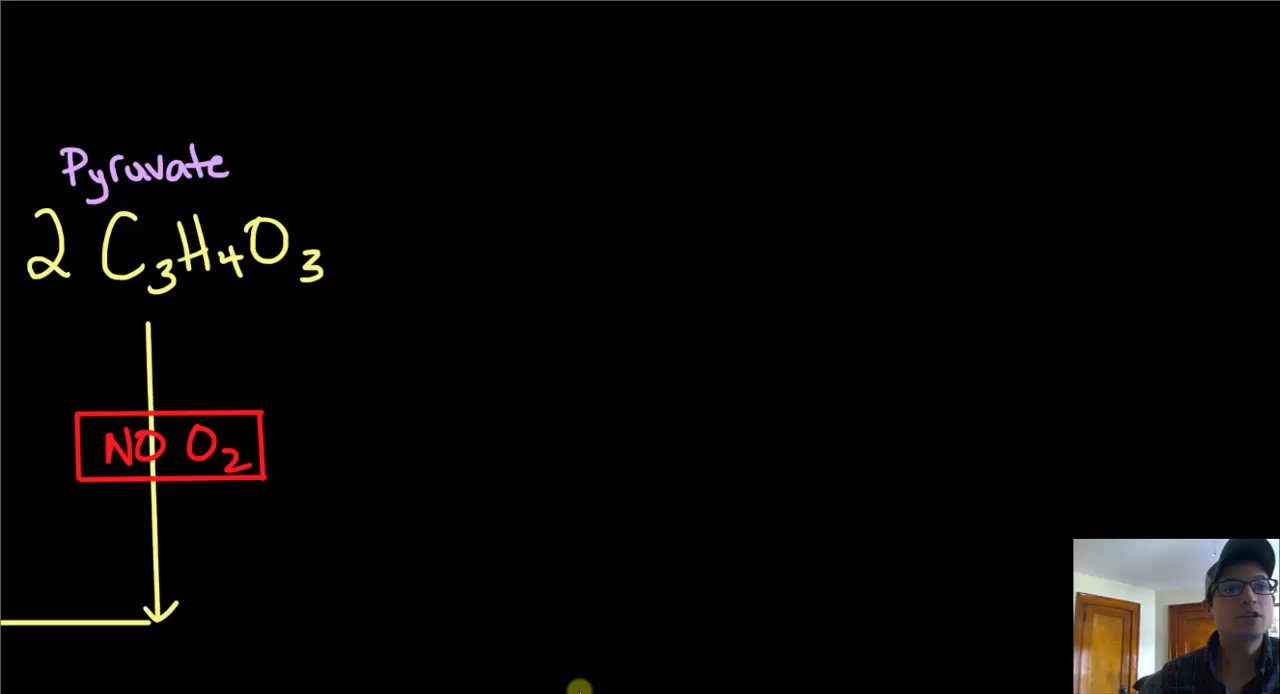 Pyruvate
2 C₃H₄O₃
NO O₂